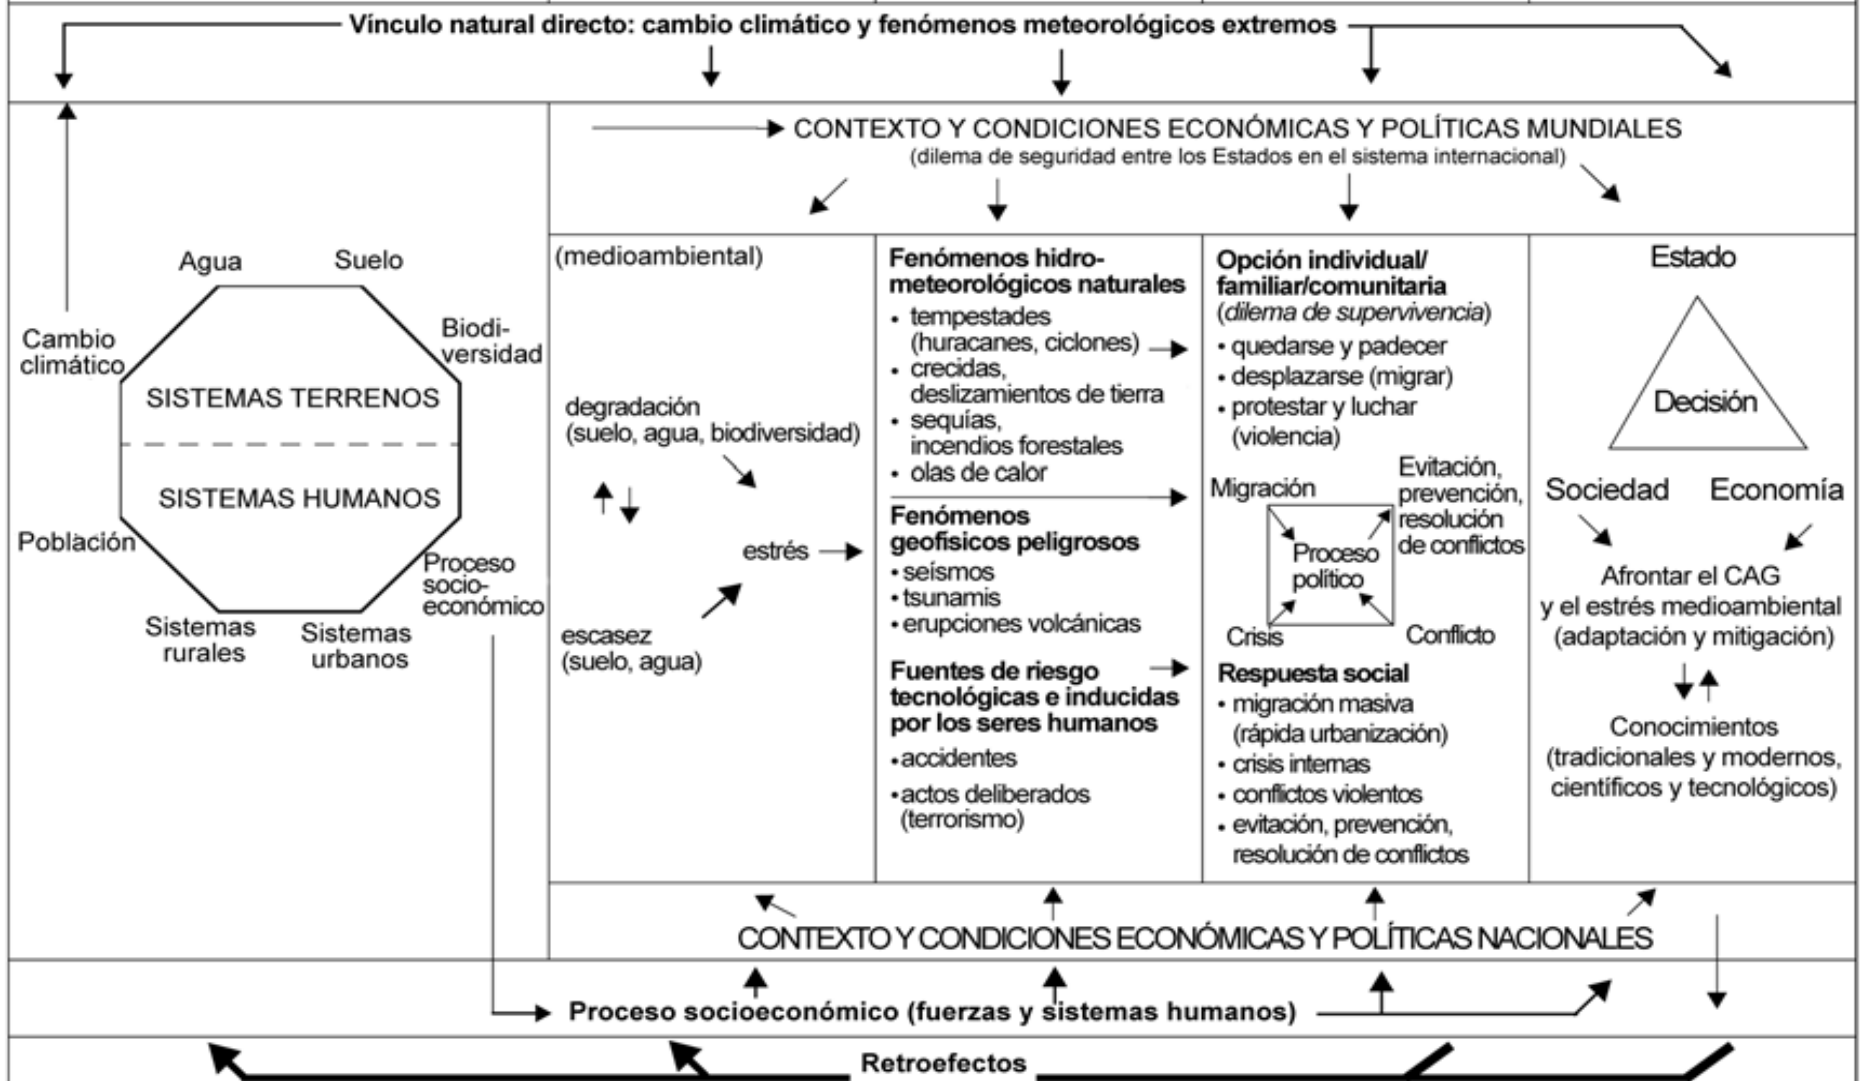 Vínculo natural directo: cambio climático y fenómenos meteorológicos extremos
CONTEXTO Y CONDICIONES ECONÓMICAS Y POLÍTICAS MUNDIALES
(dilema de seguridad entre los Estados en el sistema internacional)
Agua
Suelo
Cambio
climático
Biodi-
versidad
SISTEMAS TERRENOS
SISTEMAS HUMANOS
Población
Proceso
socio-
económico
Sistemas
rurales
Sistemas
urbanos
(medioambiental)
degradación
(suelo, agua, biodiversidad)
estrés
escasez
(suelo, agua)
Fenómenos hidro-
meteorológicos naturales
• tempestades
(huracanes, ciclones)
• crecidas,
deslizamientos de tierra
• sequías,
incendios forestales
• olas de calor
Fenómenos
geofísicos peligrosos
• seísmos
• tsunamis
• erupciones volcánicas
Fuentes de riesgo
tecnológicas e inducidas
por los seres humanos
• accidentes
• actos deliberados
(terrorismo)
Opción individual/
familiar/comunitaria
(dilema de supervivencia)
• quedarse y padecer
• desplazarse (migrar)
• protestar y luchar
(violencia)
Migración
Evitación,
prevención,
resolución
de conflictos
Proceso
político
Crisis
Conflicto
Respuesta social
• migración masiva
(rápida urbanización)
• crisis internas
• conflictos violentos
• evitación, prevención,
resolución de conflictos
Estado
Decisión
Sociedad
Economía
Afrontar el CAG
y el estrés medioambiental
(adaptación y mitigación)
Conocimientos
(tradicionales y modernos,
científicos y tecnológicos)
CONTEXTO Y CONDICIONES ECONÓMICAS Y POLÍTICAS NACIONALES
Proceso socioeconómico (fuerzas y sistemas humanos)
Retroefectos